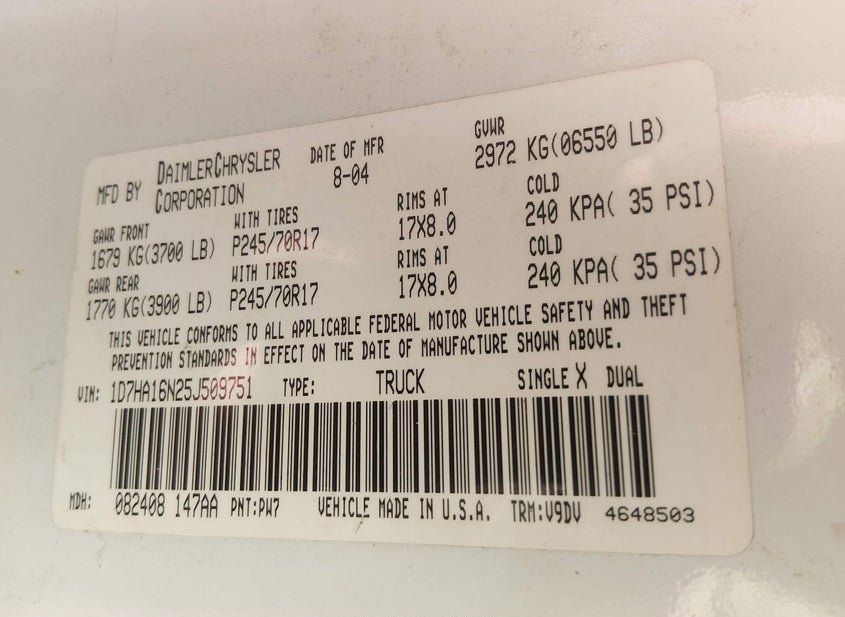 MFD BY DAIMLERCHRYSLER CORPORATION DATE OF MFR 8-04 GVWR 2972 KG(06550 LB)
GAWR FRONT WITH TIRES RIMS AT COLD
1679 KG(3700 LB) P245/70R17 17X8.0 240 KPA( 35 PSI)
GAWR REAR WITH TIRES RIMS AT COLD
1770 KG(3900 LB) P245/70R17 17X8.0 240 KPA( 35 PSI)
THIS VEHICLE CONFORMS TO ALL APPLICABLE FEDERAL MOTOR VEHICLE SAFETY AND THEFT
PREVENTION STANDARDS IN EFFECT ON THE DATE OF MANUFACTURE SHOWN ABOVE.
VIN: 1D7HA16N25J509751 TYPE: TRUCK SINGLE X DUAL
MDH: 082408 147AA PNT:PW7 VEHICLE MADE IN U.S.A. TRM:V9DV 4648503